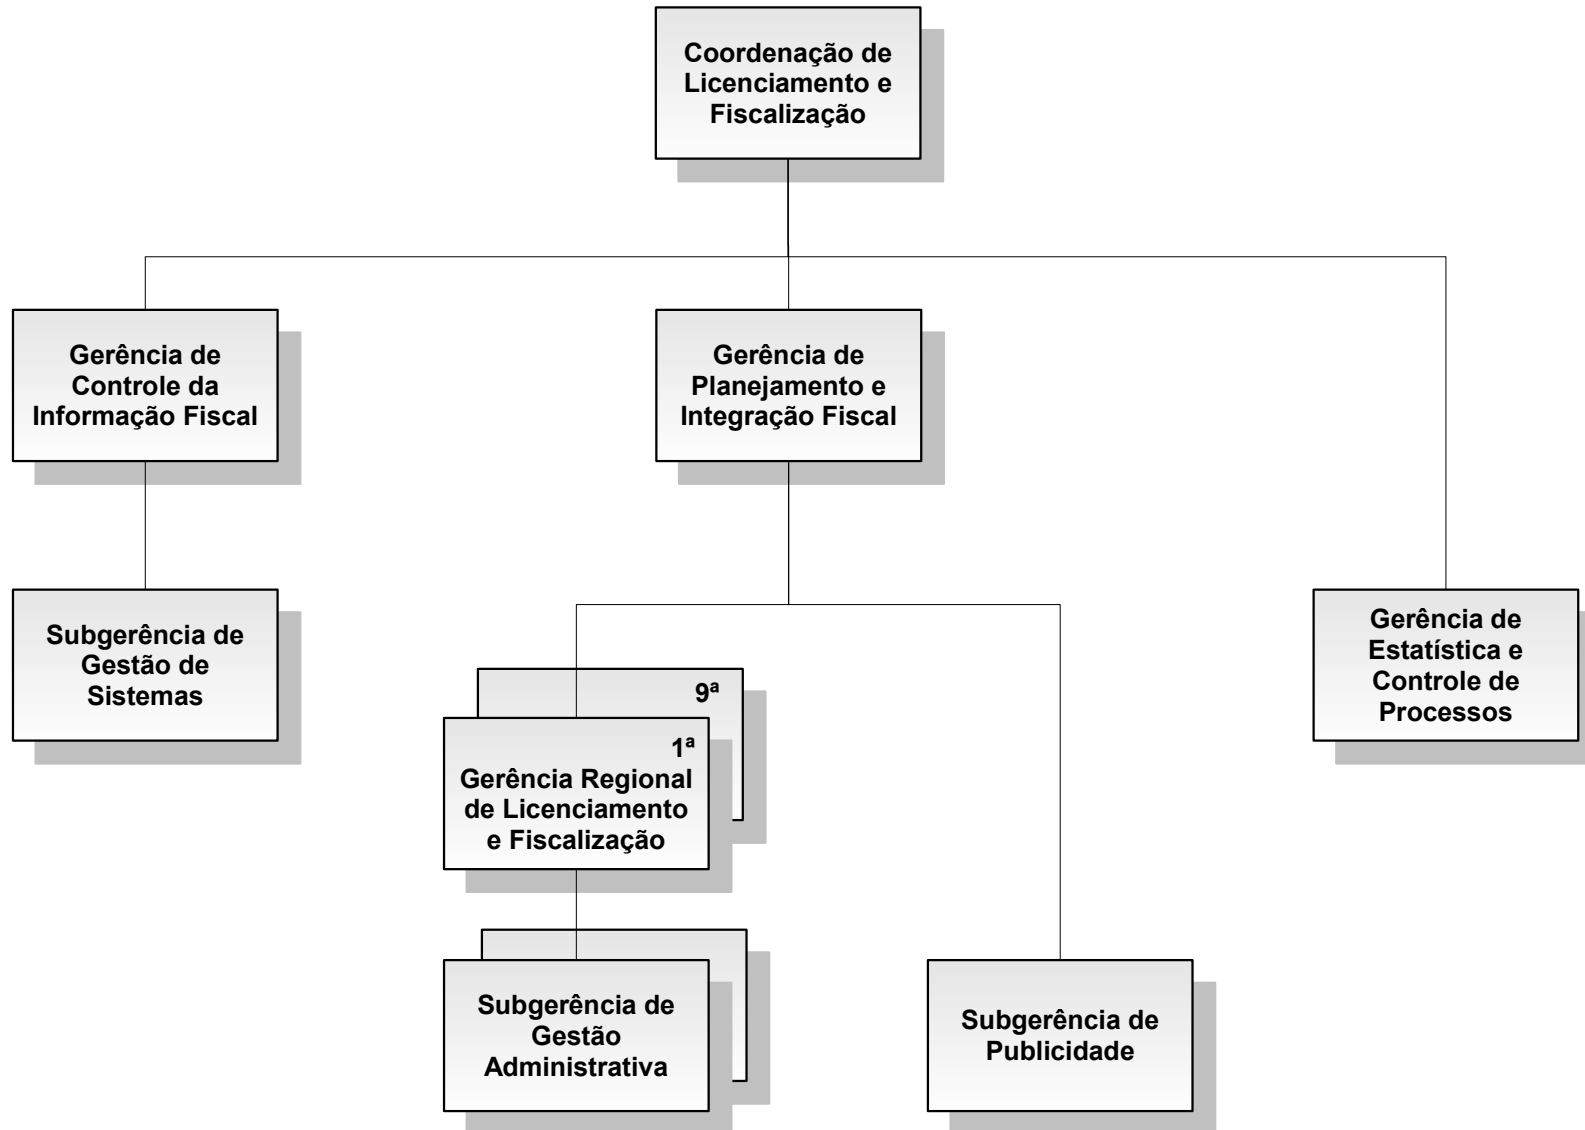 Coordenação de
Licenciamento e
Fiscalização
Gerência de
Controle da
Informação Fiscal
Gerência de
Planejamento e
Integração Fiscal
Subgerência de
Gestão de
Sistemas
Gerência de
Estatística e
Controle de
Processos
9ª
1ª
Gerência Regional
de Licenciamento
e Fiscalização
Subgerência de
Gestão
Administrativa
Subgerência de
Publicidade